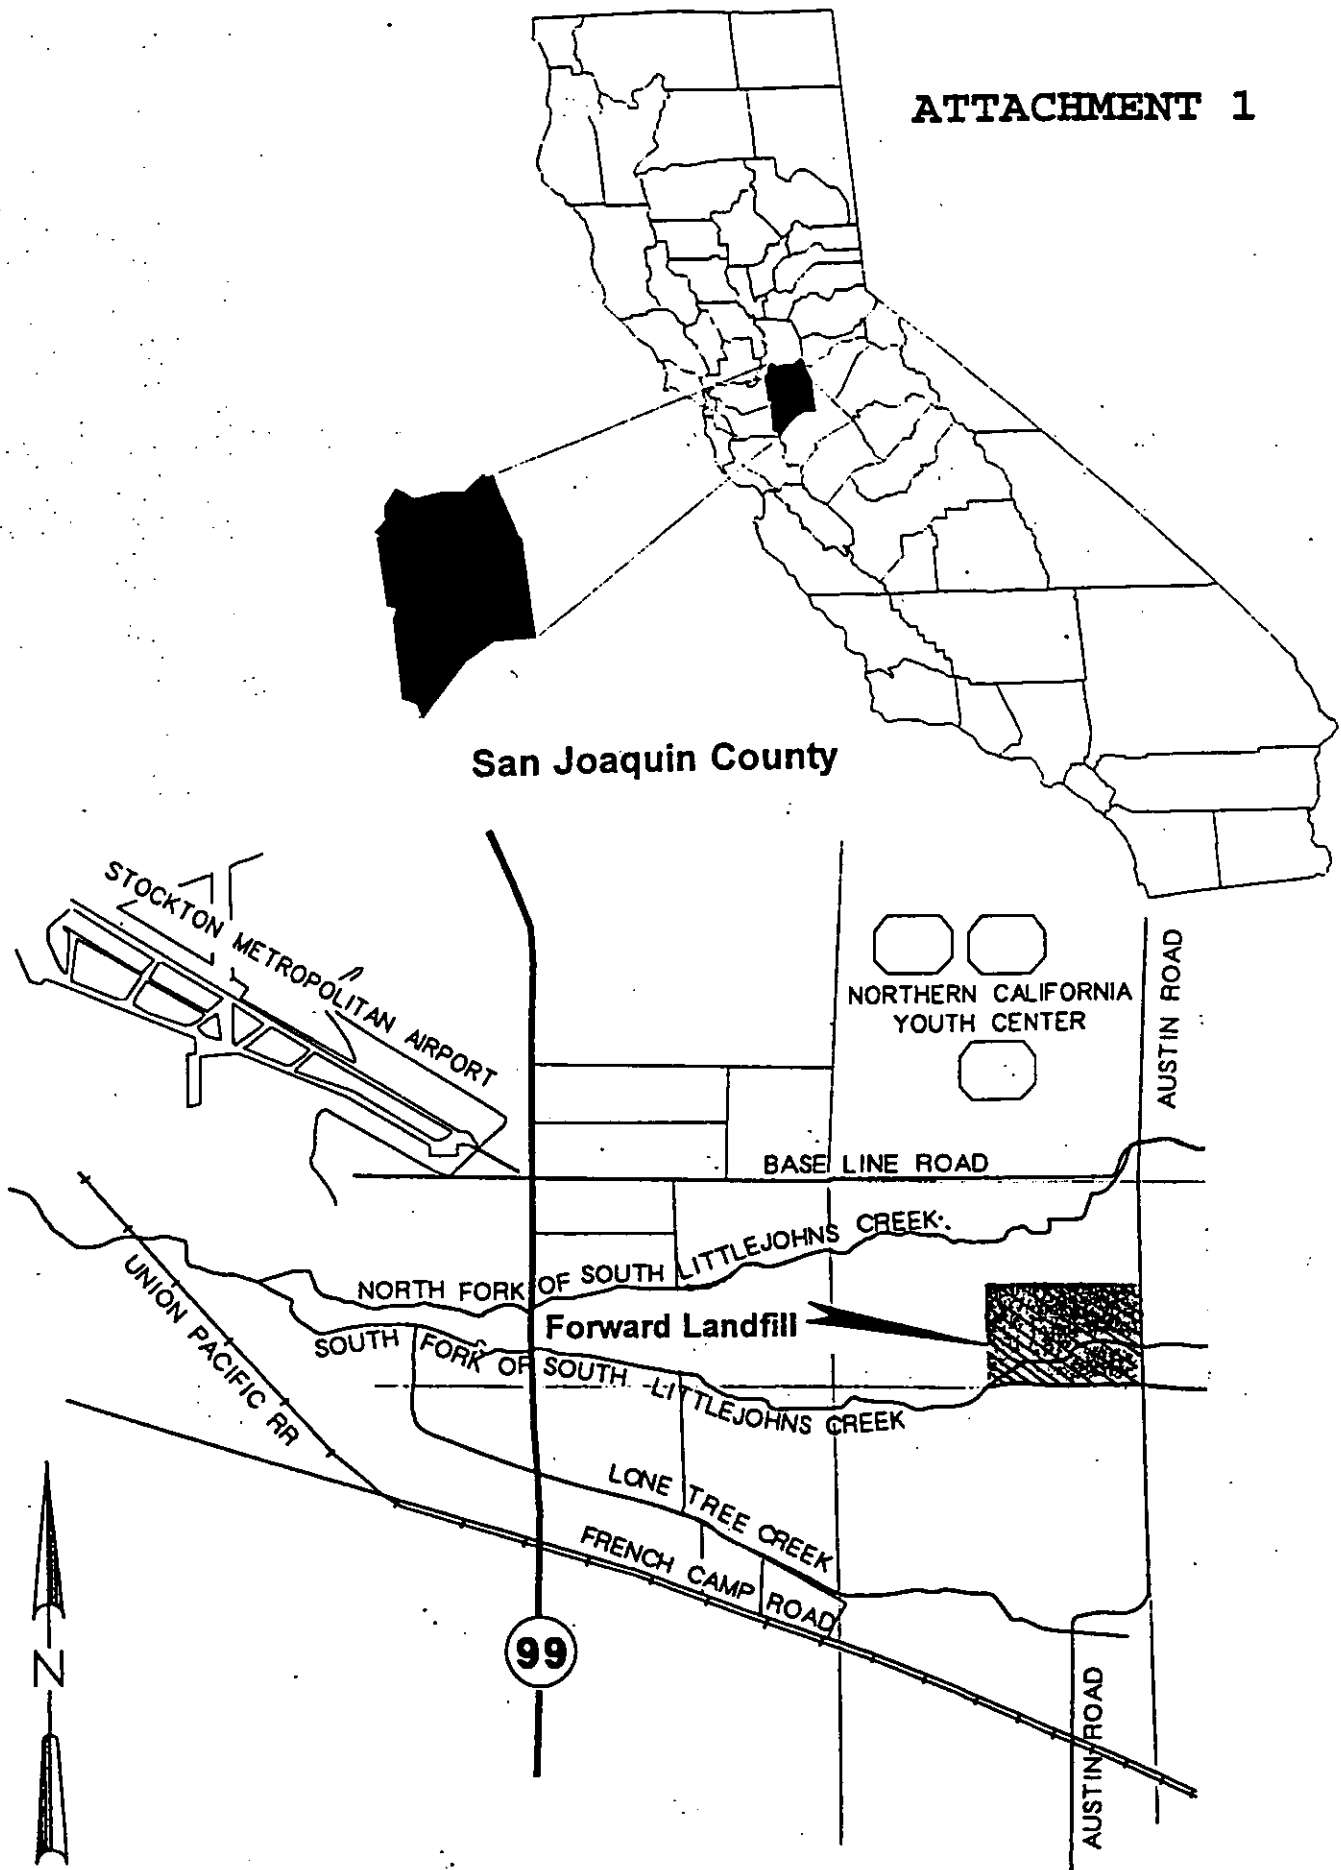 ATTACHMENT 1
San Joaquin County
STOCKTON METROPOLITAN AIRPORT
NORTHERN CALIFORNIA
YOUTH CENTER
AUSTIN ROAD
BASE LINE ROAD
NORTH FORK OF SOUTH LITTLEJOHNS CREEK
Forward Landfill
SOUTH FORK OF SOUTH LITTLEJOHNS CREEK
UNION PACIFIC RR
LONE TREE CREEK
FRENCH CAMP ROAD
99
N
AUSTIN ROAD